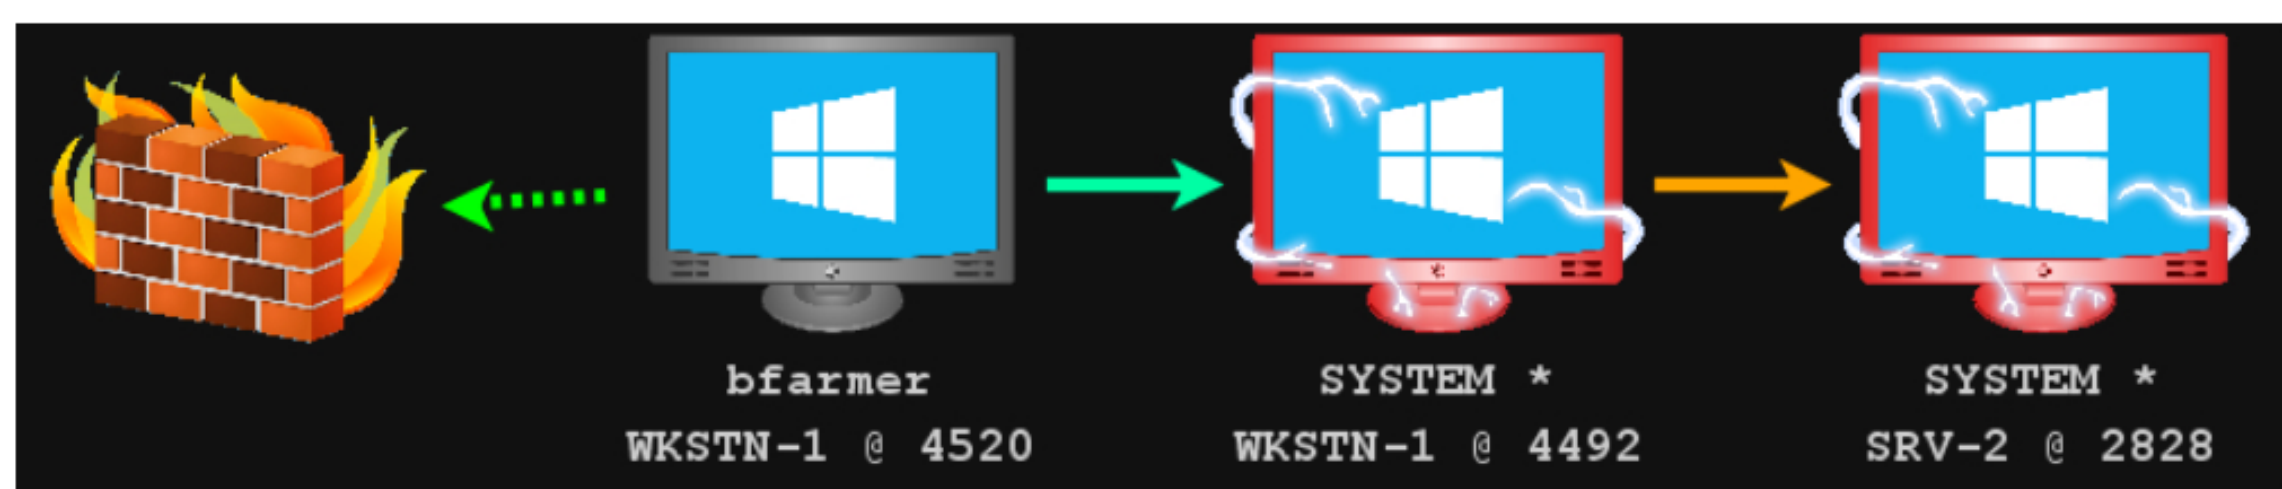 bfarmer
WKSTN-1 @ 4520
SYSTEM *
WKSTN-1 @ 4492
SYSTEM *
SRV-2 @ 2828